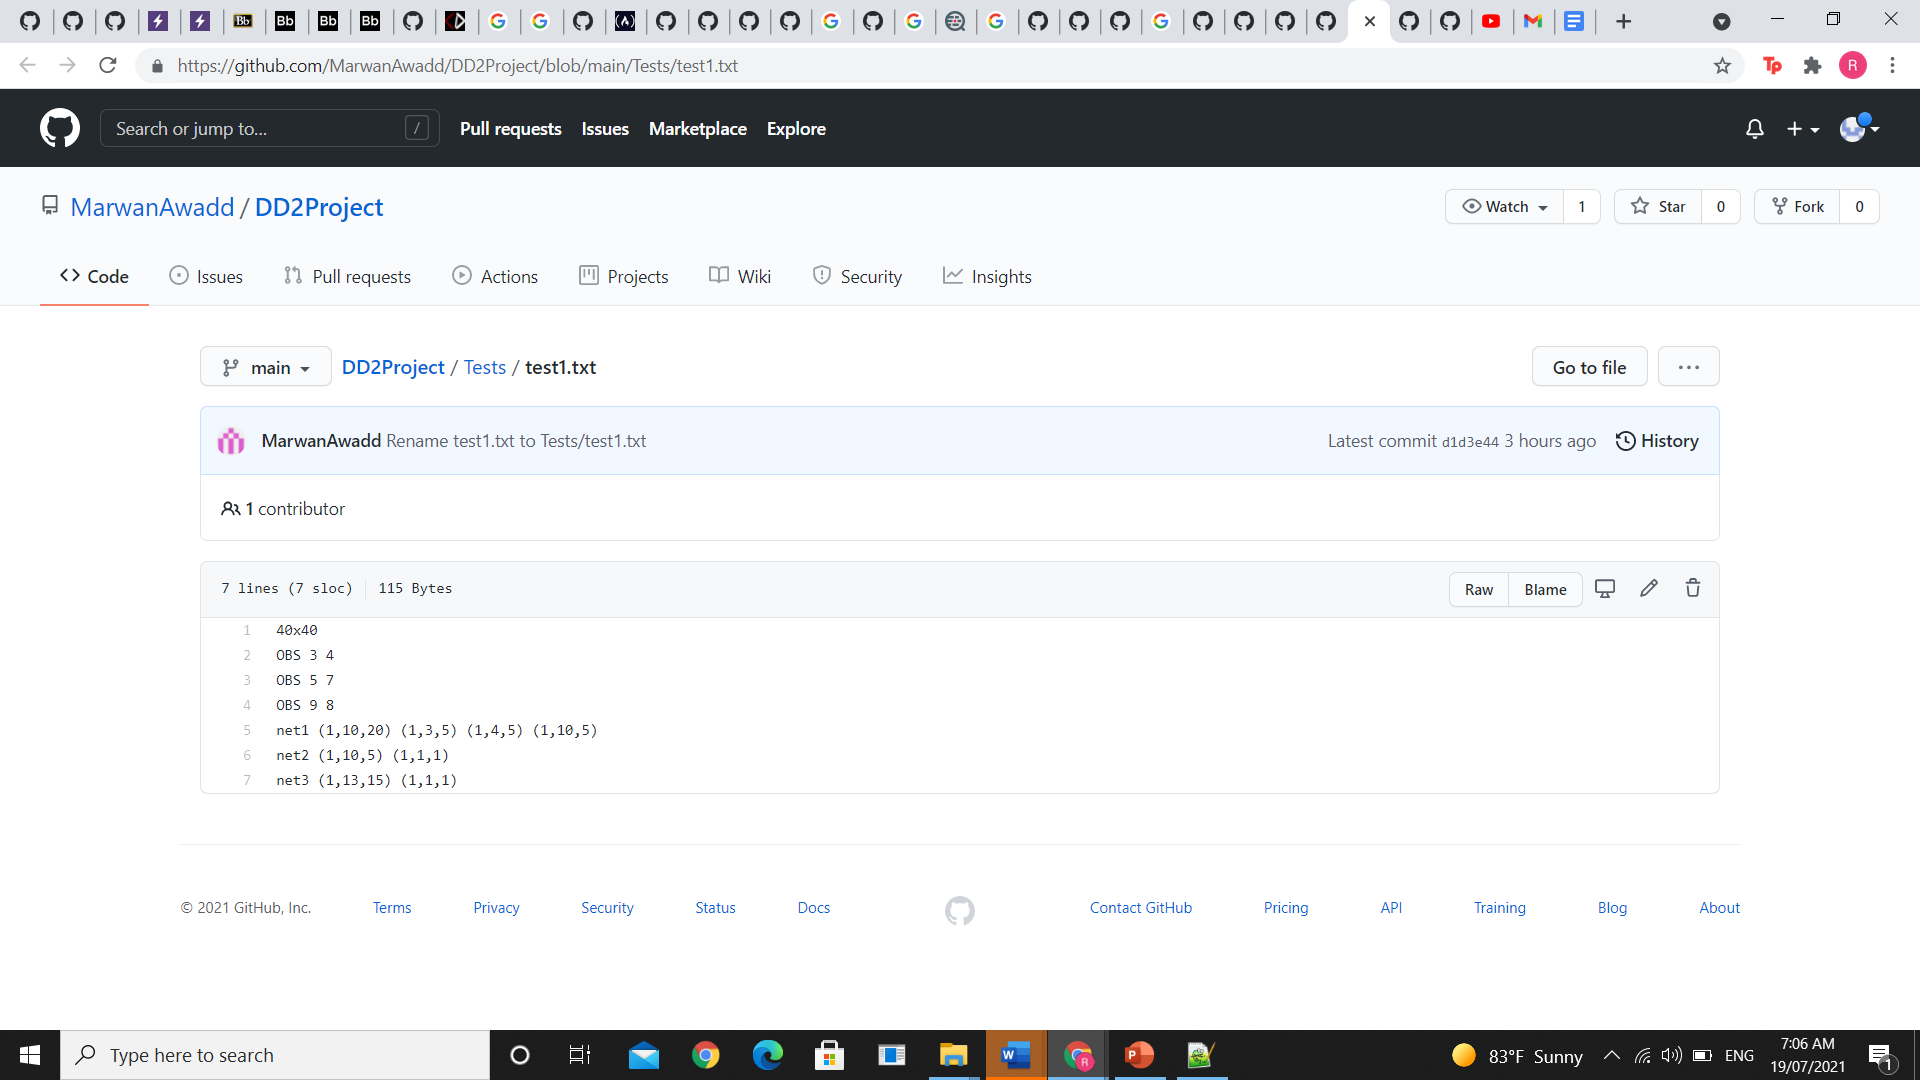 Bb
Bb
Bb
Bb
https://github.com/MarwanAwadd/DD2Project/blob/main/Tests/test1.txt
Tp
R
Search or jump to...
/
Pull requests
Issues
Marketplace
Explore
MarwanAwadd / DD2Project
Watch 1
Star 0
Fork 0
Code
Issues
Pull requests
Actions
Projects
Wiki
Security
Insights
main
DD2Project / Tests / test1.txt
Go to file
MarwanAwadd Rename test1.txt to Tests/test1.txt
Latest commit d1d3e44 3 hours ago
History
1 contributor
7 lines (7 sloc) 115 Bytes
Raw
Blame
1 40x40
2 OBS 3 4
3 OBS 5 7
4 OBS 9 8
5 net1 (1,10,20) (1,3,5) (1,4,5) (1,10,5)
6 net2 (1,10,5) (1,1,1)
7 net3 (1,13,15) (1,1,1)
© 2021 GitHub, Inc.
Terms
Privacy
Security
Status
Docs
Contact GitHub
Pricing
API
Training
Blog
About
Type here to search
W
R
P
83°F Sunny
ENG
7:06 AM
19/07/2021
1